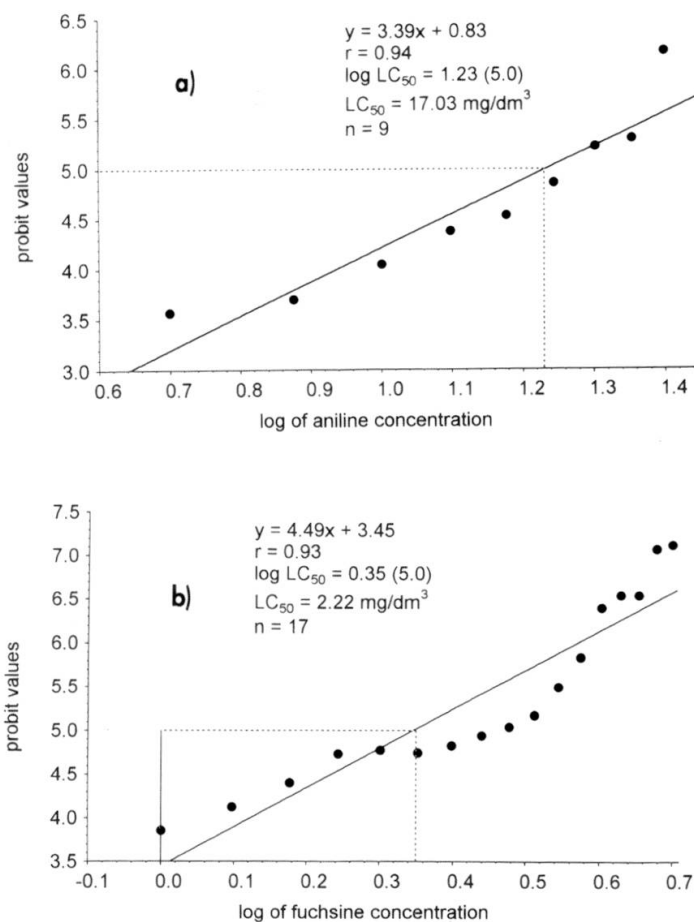 6.5
6.0
5.5
5.0
4.5
4.0
3.5
3.0
probit values
a)
y = 3.39x + 0.83
r = 0.94
log LC₅₀ = 1.23 (5.0)
LC₅₀ = 17.03 mg/dm³
n = 9
0.6 0.7 0.8 0.9 1.0 1.1 1.2 1.3 1.4
log of aniline concentration
7.5
7.0
6.5
6.0
5.5
5.0
4.5
4.0
3.5
probit values
b)
y = 4.49x + 3.45
r = 0.93
log LC₅₀ = 0.35 (5.0)
LC₅₀ = 2.22 mg/dm³
n = 17
-0.1 0.0 0.1 0.2 0.3 0.4 0.5 0.6 0.7
log of fuchsine concentration